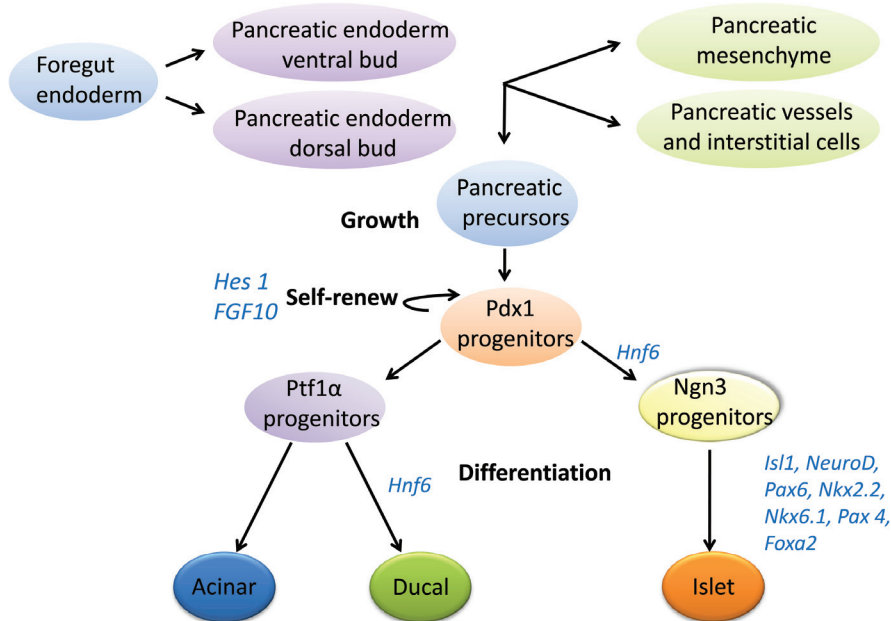 Foregut
endoderm
Pancreatic endoderm
ventral bud
Pancreatic endoderm
dorsal bud
Pancreatic
mesenchyme
Pancreatic vessels
and interstitial cells
Pancreatic
precursors
Growth
Hes 1
FGF10
Self-renew
Pdx1
progenitors
Hnf6
Ptf1α
progenitors
Ngn3
progenitors
Hnf6
Differentiation
Isl1, NeuroD,
Pax6, Nkx2.2,
Nkx6.1, Pax 4,
Foxa2
Acinar
Ducal
Islet